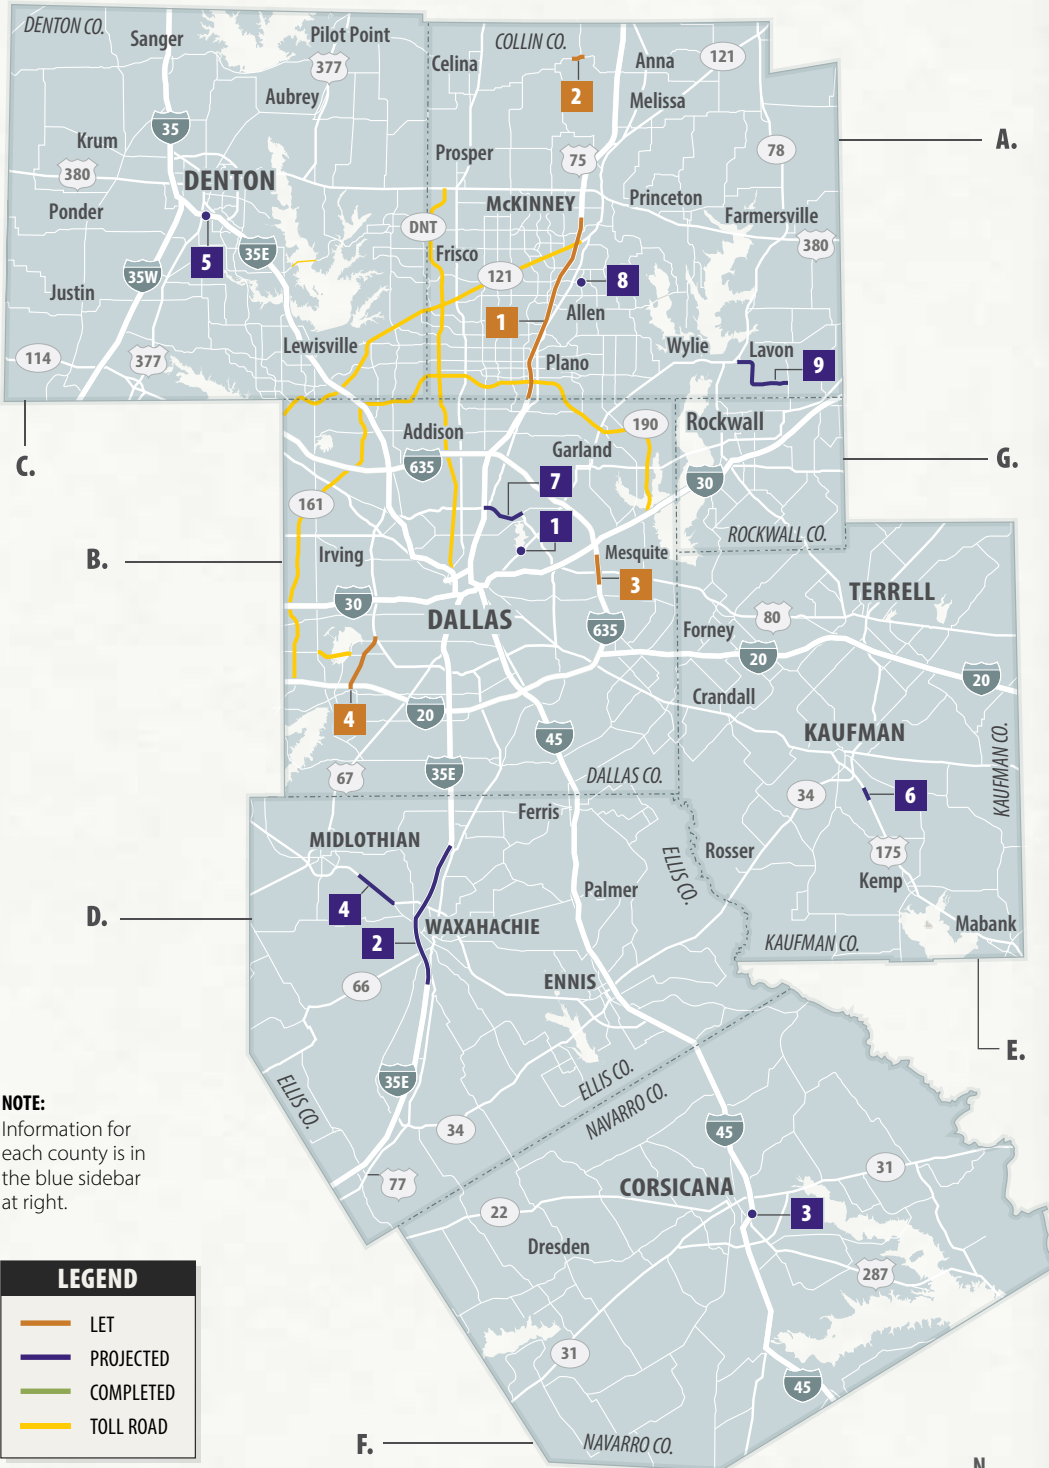 DENTON CO.
Sanger
Pilot Point
377
Aubrey
35
Krum
380
DENTON
Ponder
5
35E
35W
Justin
Lewisville
114
377
COLLIN CO.
Celina
Anna
121
2
Melissa
Prosper
75
78
A.
McKINNEY
Princeton
Farmersville
DNT
380
Frisco
121
8
1
Allen
Wylie
Lavon
Plano
9
C.
Addison
190
Rockwall
Garland
G.
635
7
30
161
1
ROCKWALL CO.
B.
Irving
Mesquite
3
30
DALLAS
635
TERRELL
80
Forney
20
20
Crandall
4
20
KAUFMAN
45
KAUFMAN CO.
67
35E
DALLAS CO.
34
6
Ferris
MIDLOTHIAN
ELLIS CO.
Rosser
175
Kemp
Palmer
4
D.
2
WAXAHACHIE
Mabank
KAUFMAN CO.
66
ENNIS
E.
35E
ELLIS CO.
ELLIS CO.
NAVARRO CO.
NOTE:
Information for
each county is in
the blue sidebar
at right.
34
45
77
31
CORSICANA
22
3
Dresden
287
LEGEND
LET
PROJECTED
COMPLETED
TOLL ROAD
31
45
F.
NAVARRO CO.
N